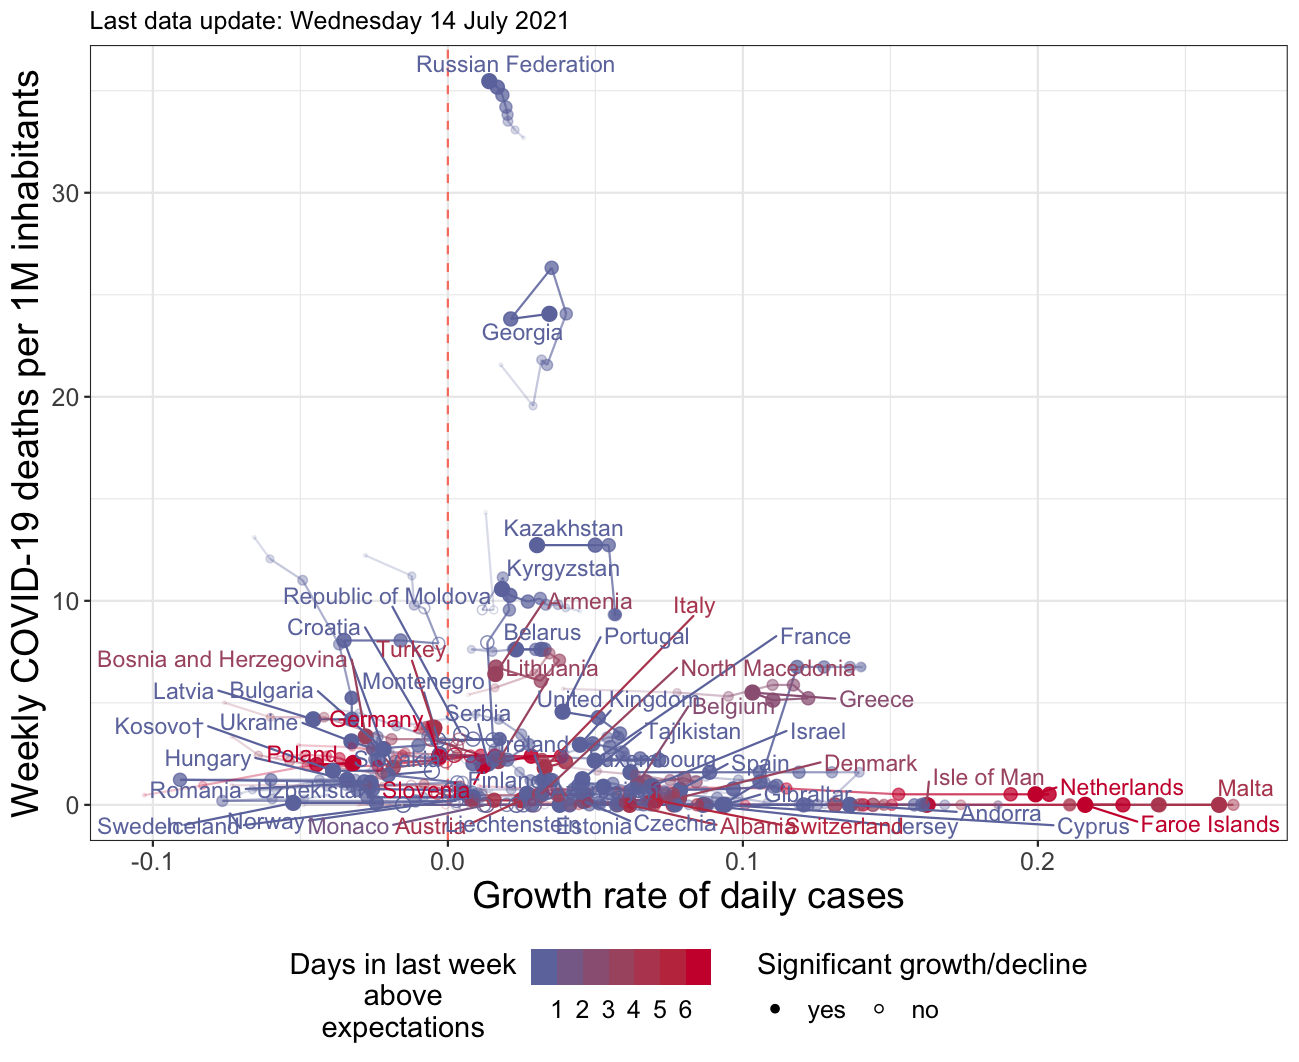 Last data update: Wednesday 14 July 2021
Weekly COVID-19 deaths per 1M inhabitants
30
20
10
0
Russian Federation
Georgia
Kazakhstan
Kyrgyzstan
Republic of Moldova
Armenia
Italy
Croatia
Belarus
Portugal
France
Turkey
Bosnia and Herzegovina
Lithuania
North Macedonia
Montenegro
Latvia
Bulgaria
United Kingdom
Belgium
Greece
Serbia
Kosovo†
Ukraine
Germany
Tajikistan
Israel
Ireland
Hungary
Poland
Spain
Denmark
Finland
Isle of Man
Romania
Uzbekistan
Slovenia
Gibraltar
Netherlands
Malta
Andorra
Sweden
Iceland
Norway
Monaco
Austria
Liechtenstein
Estonia
Czechia
Albania
Switzerland
Jersey
Cyprus
Faroe Islands
-0.1
0.0
0.1
0.2
Growth rate of daily cases
Days in last week
above
expectations
1 2 3 4 5 6
Significant growth/decline
yes
no